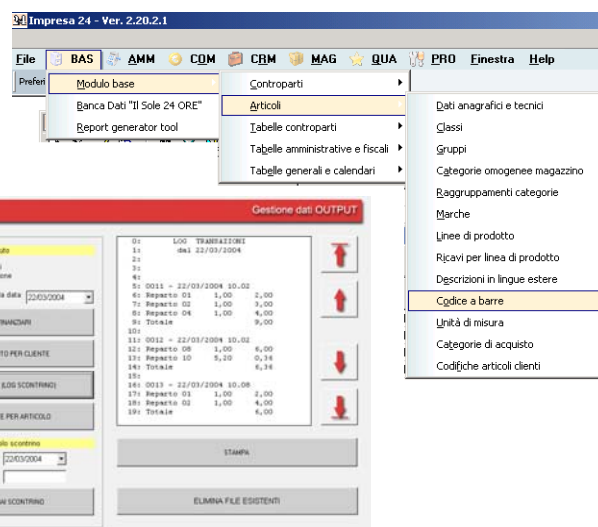 Impresa 24 - Ver. 2.20.2.1
File BAS AMM COM CRM MAG QUA PRO Finestra Help
Preferi
Modulo base
Banca Dati "Il Sole 24 ORE"
Report generator tool
Controparti
Articoli
Tabelle controparti
Tabelle amministrative e fiscali
Tabelle generali e calendari
Dati anagrafici e tecnici
Classi
Gruppi
Categorie omogenee magazzino
Raggruppamenti categorie
Marche
Linee di prodotto
Ricavi per linea di prodotto
Descrizioni in lingue estere
Codice a barre
Unità di misura
Categorie di acquisto
Codifiche articoli clienti
Gestione dati OUTPUT
a data 22/03/2004
FINANZIARI
TO PER CLIENTE
(LOG SCONTRINO)
E PER ARTICOLO
olo scontrino
22/03/2004
SCONTRINO
0: LOG TRANSAZIONI
1: dal 22/03/2004
2:
3:
4:
5: 0011 - 22/03/2004 10.02
6: Reparto 01 1,00 2,00
7: Reparto 02 1,00 3,00
8: Reparto 04 1,00 4,00
9: Totale 9,00
10:
11: 0012 - 22/03/2004 10.02
12: Reparto 08 1,00 6,00
13: Reparto 10 5,20 0,36
14: Totale 6,36
15:
16: 0013 - 22/03/2004 10.08
17: Reparto 01 1,00 2,00
18: Reparto 02 1,00 4,00
19: Totale 6,00
STAMPA
ELIMINA FILE ESISTENTI